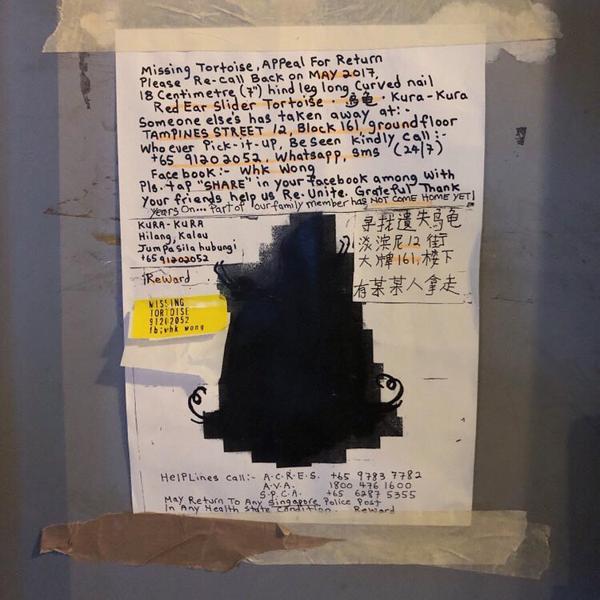 Missing Tortoise, Appeal For Return
Please Re-Call Back on MAY 2017,
18 Centimetre (7") hind leg long Curved nail
Red Ear Slider Tortoise · 烏龜 · Kura-Kura
Someone else's has taken away at:-
TAMPINES STREET 12, Block 161, groundfloor
Who ever Pick-it-up, Be Seen kindly Call:-
+65 91202052, Whatsapp, sms (24/7)
Facebook:- Whk Wong
Pls. tap "SHARE" in your facebook among with
Your friends help us Re-Unite. Grateful Thank
Years On... Part of our family member has NOT COME HOME YET!
KURA-KURA
Hilang, Kalau
Jumpa sila hubungi
+65 91202052
Reward
尋找遺失烏龜
淡滨尼12街
大牌161,楼下
有某某人拿走
MISSING
TORTOISE
91202052
fb;whk wong
HelpLines call:- A.C.R.E.S. +65 9783 7782
A.V.A. 1800 476 1600
S.P.C.A. +65 6287 5355
May Return To Any Singapore Police Post
In Any Health State Condition. Reward